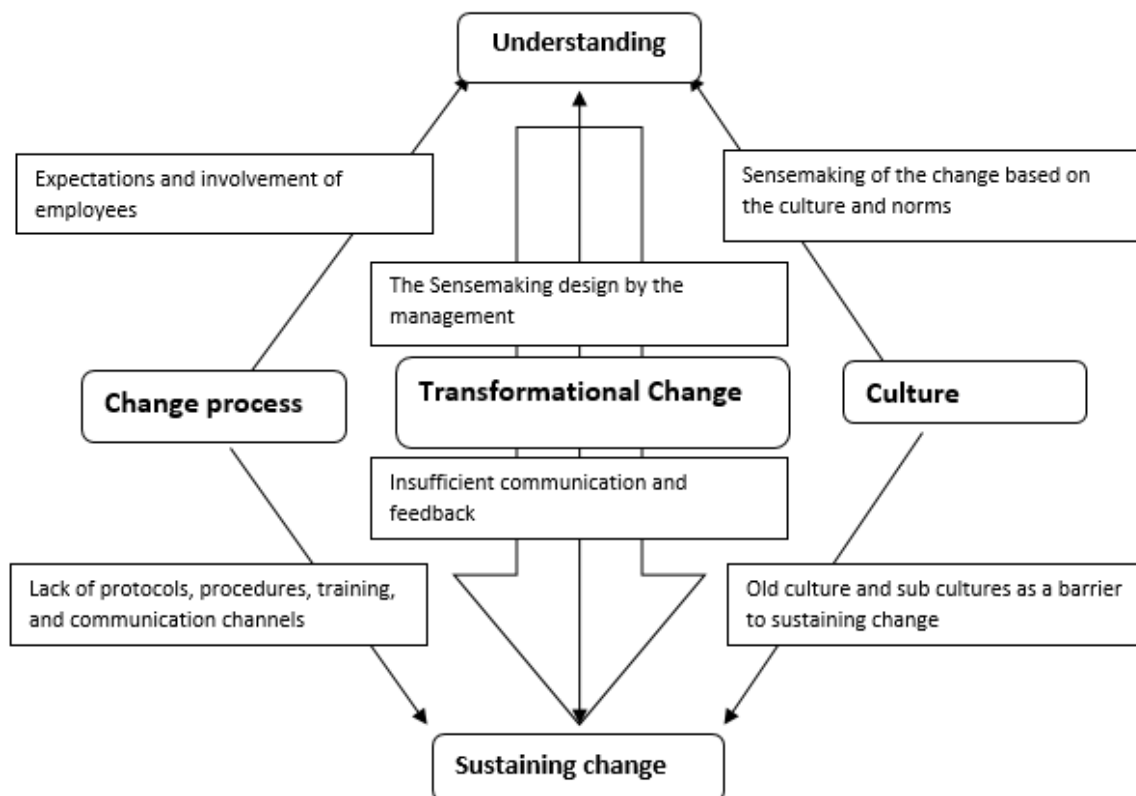 Understanding
Expectations and involvement of
employees
Sensemaking of the change based on
the culture and norms
The Sensemaking design by the
management
Change process
Transformational Change
Culture
Insufficient communication and
feedback
Lack of protocols, procedures, training,
and communication channels
Old culture and sub cultures as a barrier
to sustaining change
Sustaining change